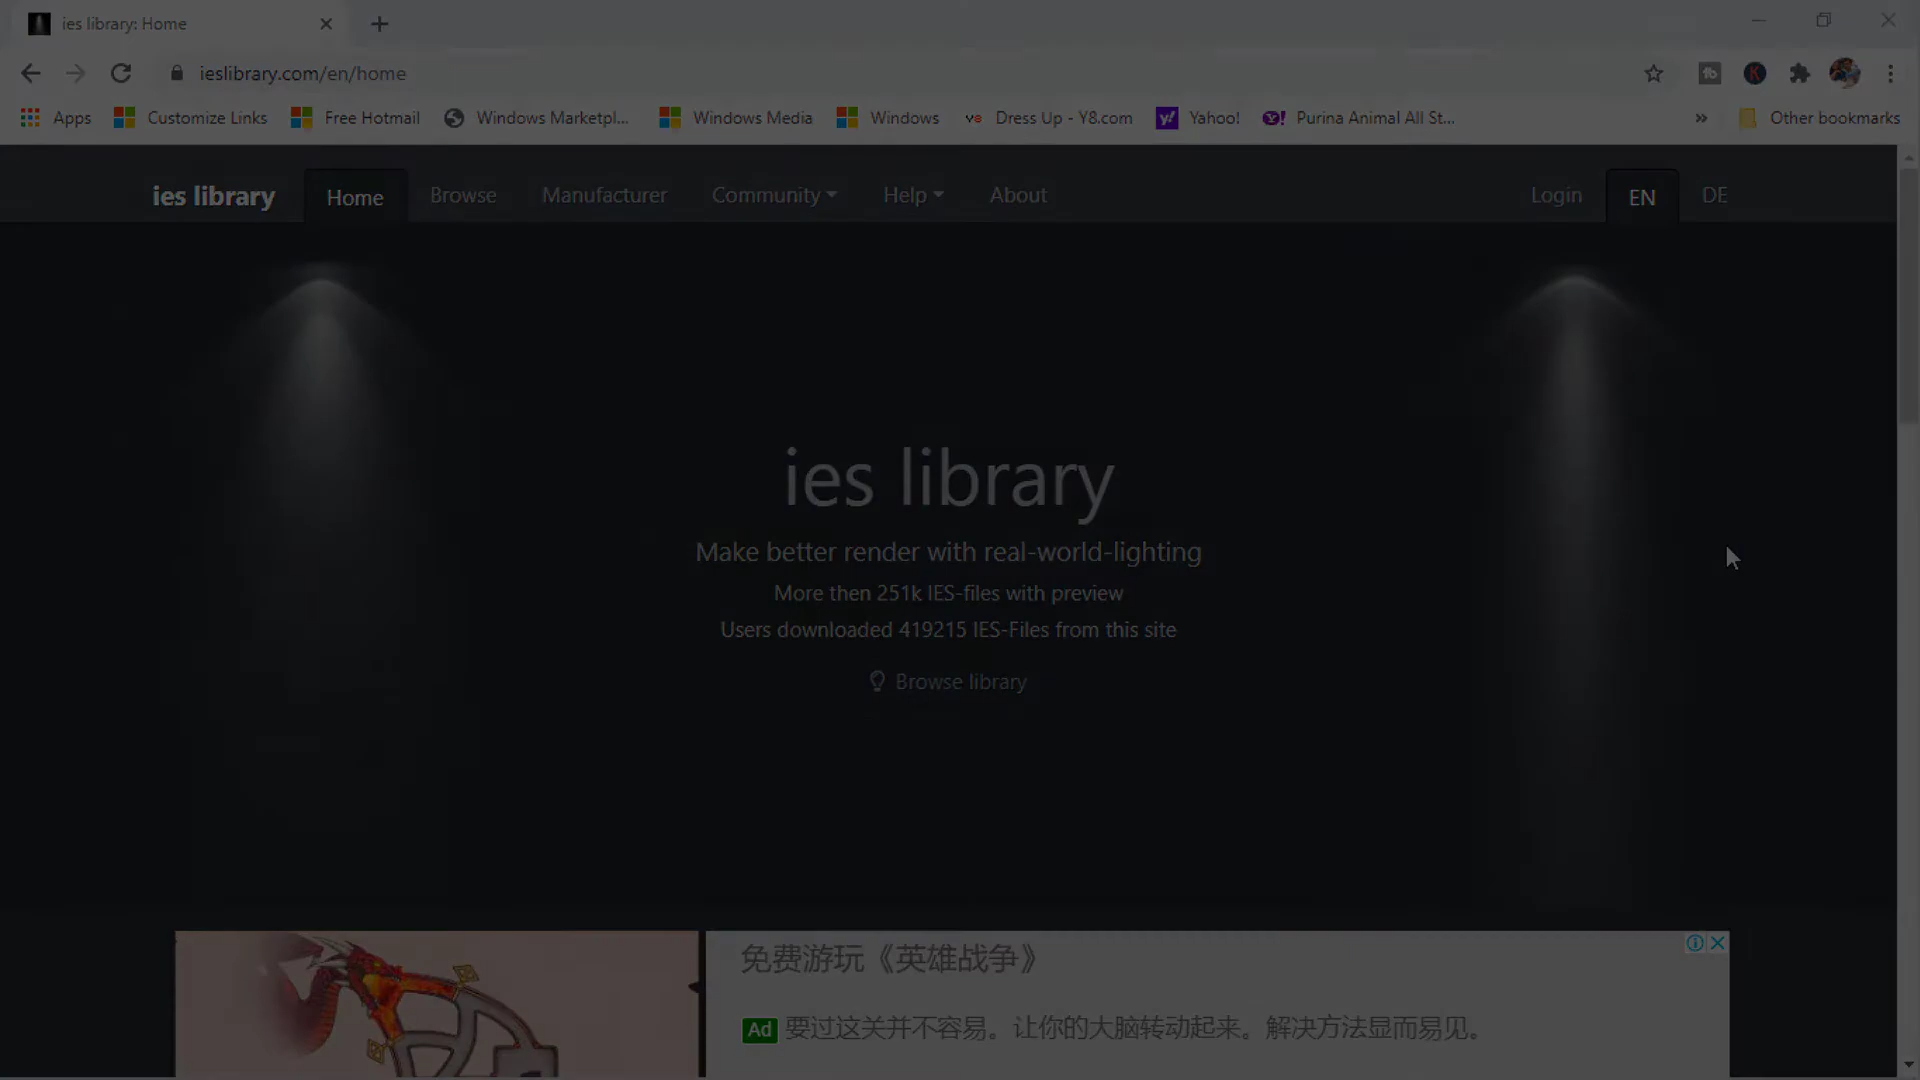 ies library: Home
ieslibrary.com/en/home
Apps Customize Links Free Hotmail Windows Marketpl... Windows Media Windows Dress Up - Y8.com Yahoo! Purina Animal All St... » Other bookmarks
ies library Home Browse Manufacturer Community Help About Login EN DE
ies library
Make better render with real-world-lighting
More then 251k IES-files with preview
Users downloaded 419215 IES-Files from this site
Browse library
免费游玩《英雄战争》
Ad 要过这关并不容易。让你的大脑转动起来。解决方法显而易见。